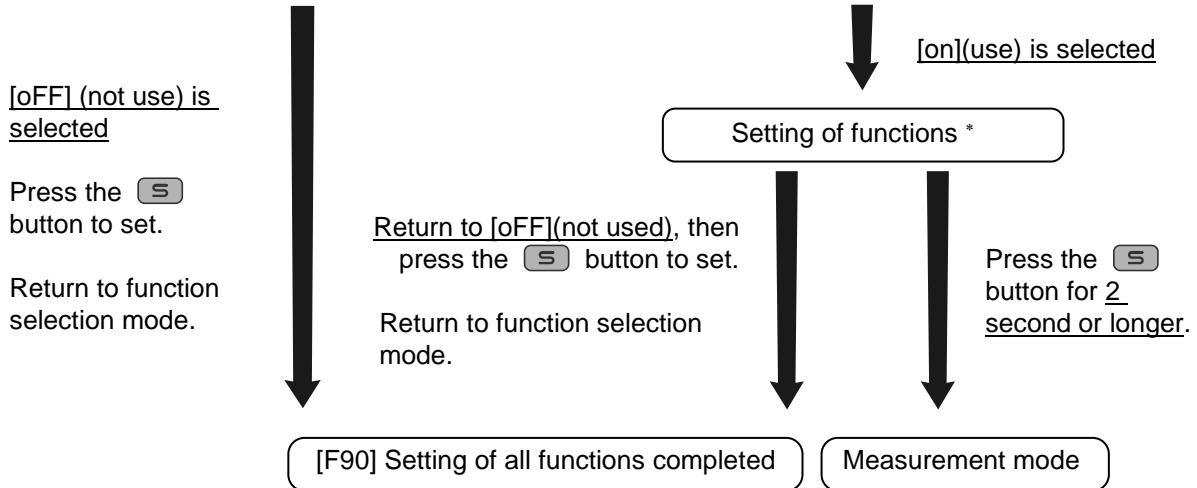 [on](use) is selected
[oFF] (not use) is
selected
Setting of functions *
Press the S
button to set.
Return to [oFF](not used), then
press the S button to set.
Press the S
button for 2
second or longer.
Return to function
selection mode.
Return to function selection
mode.
[F90] Setting of all functions completed
Measurement mode